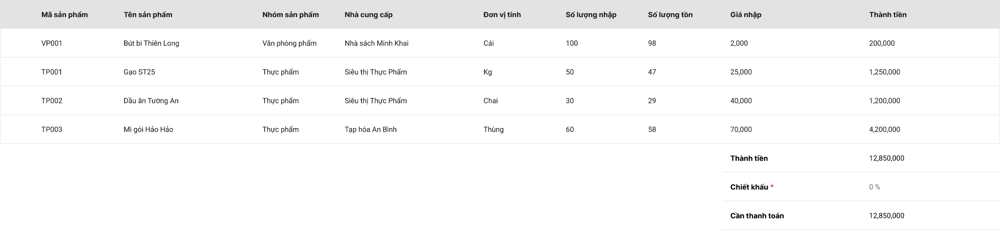 Mã sản phẩm Tên sản phẩm Nhóm sản phẩm Nhà cung cấp Đơn vị tính Số lượng nhập Số lượng tồn Giá nhập Thành tiền
VP001 Bút bi Thiên Long Văn phòng phẩm Nhà sách Minh Khai Cái 100 98 2,000 200,000
TP001 Gạo ST25 Thực phẩm Siêu thị Thực Phẩm Kg 50 47 25,000 1,250,000
TP002 Dầu ăn Tường An Thực phẩm Siêu thị Thực Phẩm Chai 30 29 40,000 1,200,000
TP003 Mì gói Hảo Hảo Thực phẩm Tạp hóa An Bình Thùng 60 58 70,000 4,200,000
Thành tiền 12,850,000
Chiết khấu * 0 %
Cần thanh toán 12,850,000